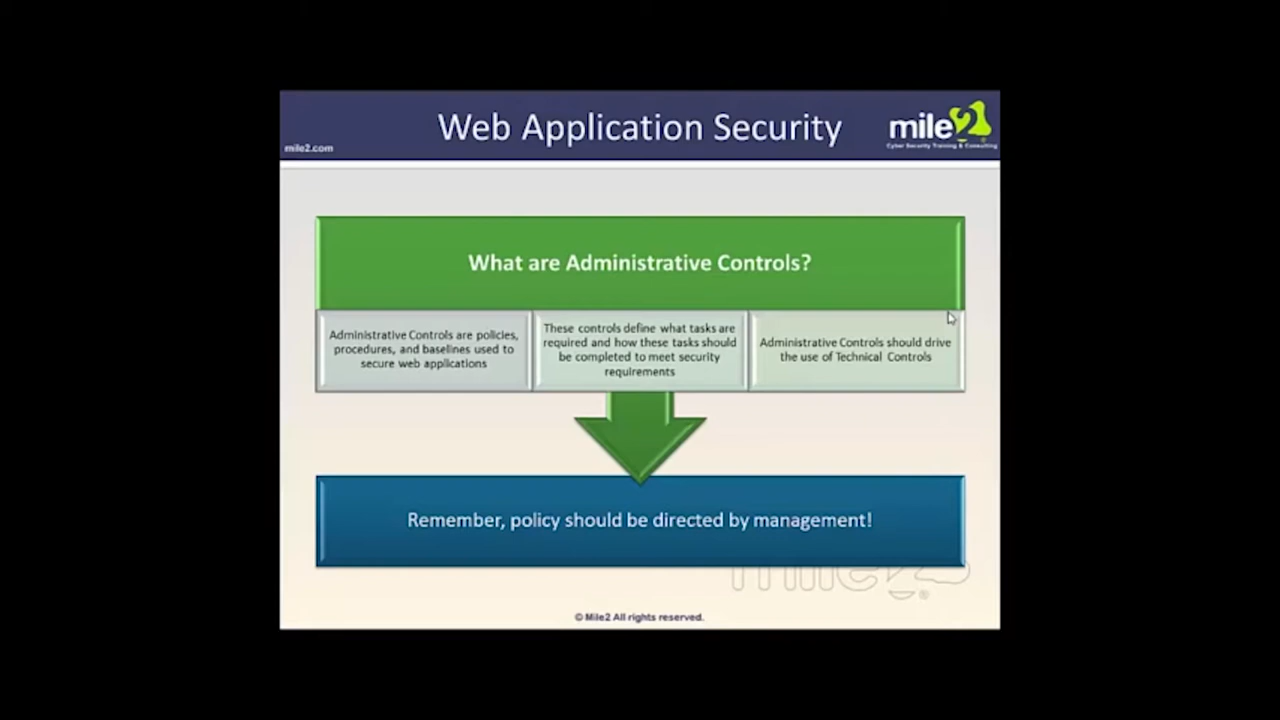 Web Application Security
mile2
Cyber Security Training & Consulting
mile2.com
What are Administrative Controls?
Administrative Controls are policies,
procedures, and baselines used to
secure web applications
These controls define what tasks are
required and how these tasks should
be completed to meet security
requirements
Administrative Controls should drive
the use of Technical Controls
Remember, policy should be directed by management!
mile2
®
© Mile2 All rights reserved.